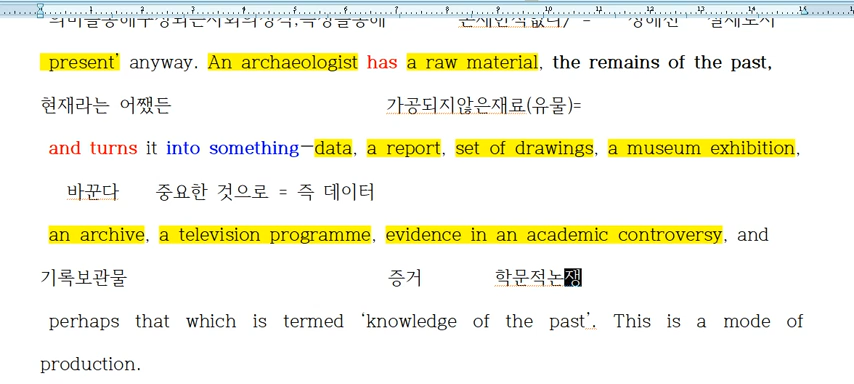 present’ anyway. An archaeologist has a raw material, the remains of the past,
현재라는 어쨌든 가공되지않은재료(유물)=
and turns it into something—data, a report, set of drawings, a museum exhibition,
바꾼다 중요한 것으로 = 즉 데이터
an archive, a television programme, evidence in an academic controversy, and
기록보관물 증거 학문적논쟁
perhaps that which is termed ‘knowledge of the past’. This is a mode of
production.